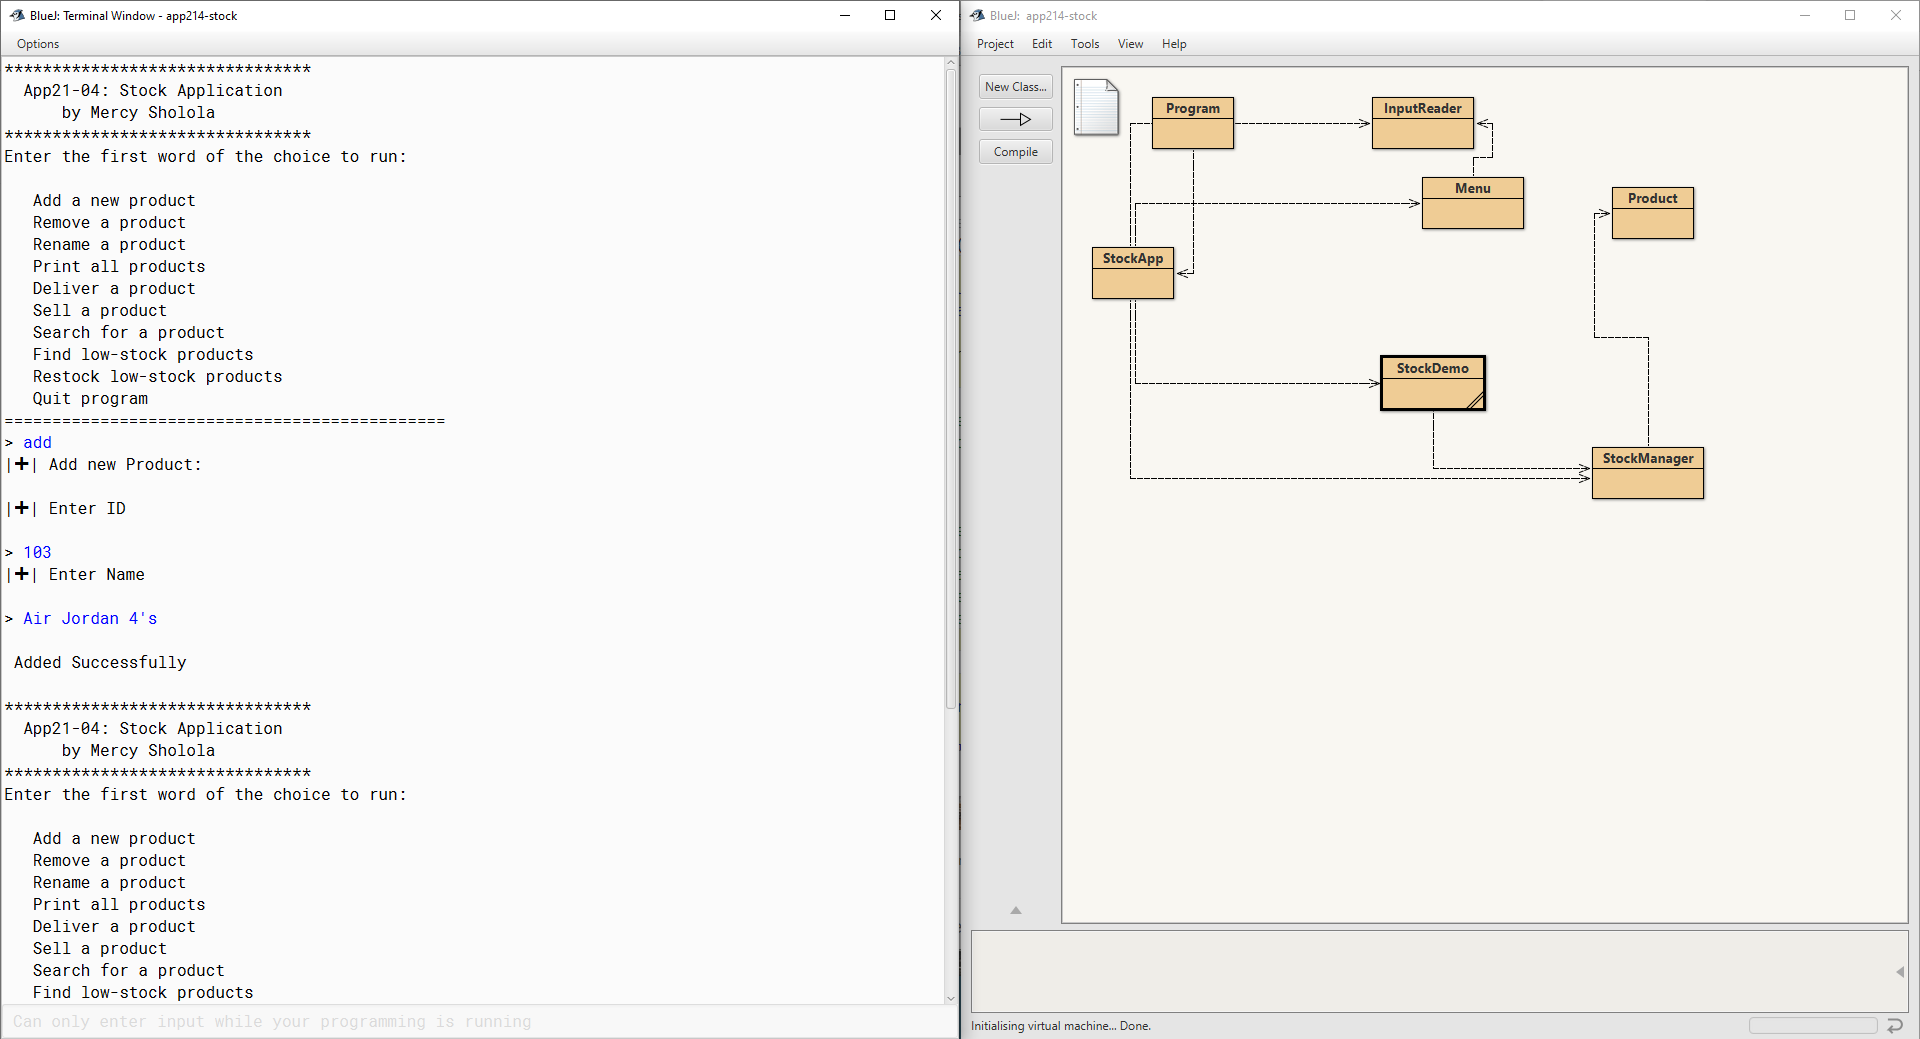 BlueJ: Terminal Window - app214-stock
Options
********************************
App21-04: Stock Application
by Mercy Sholola
********************************
Enter the first word of the choice to run:
Add a new product
Remove a product
Rename a product
Print all products
Deliver a product
Sell a product
Search for a product
Find low-stock products
Restock low-stock products
Quit program
==============================================
> add
|➕| Add new Product:
|➕| Enter ID
> 103
|➕| Enter Name
> Air Jordan 4's
Added Successfully
********************************
App21-04: Stock Application
by Mercy Sholola
********************************
Enter the first word of the choice to run:
Add a new product
Remove a product
Rename a product
Print all products
Deliver a product
Sell a product
Search for a product
Find low-stock products
Can only enter input while your programming is running
BlueJ: app214-stock
Project Edit Tools View Help
New Class...
Compile
Program
InputReader
Menu
Product
StockApp
StockDemo
StockManager
Initialising virtual machine... Done.